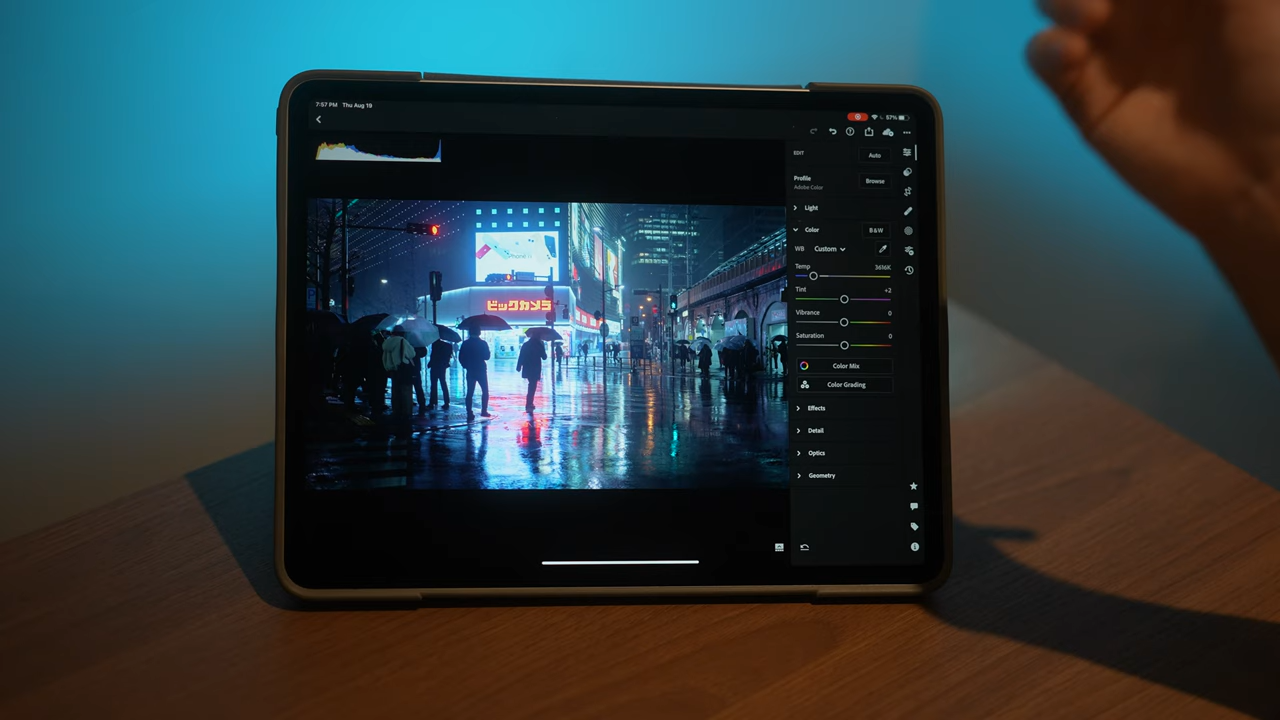 7:57 PM Thu Aug 19
57%
EDIT
Auto
Profile
Adobe Color
Browse
Light
Color
B&W
WB
Custom
Temp
3616K
Tint
+2
Vibrance
0
Saturation
0
Color Mix
Color Grading
Effects
Detail
Optics
Geometry
ビックカメラ